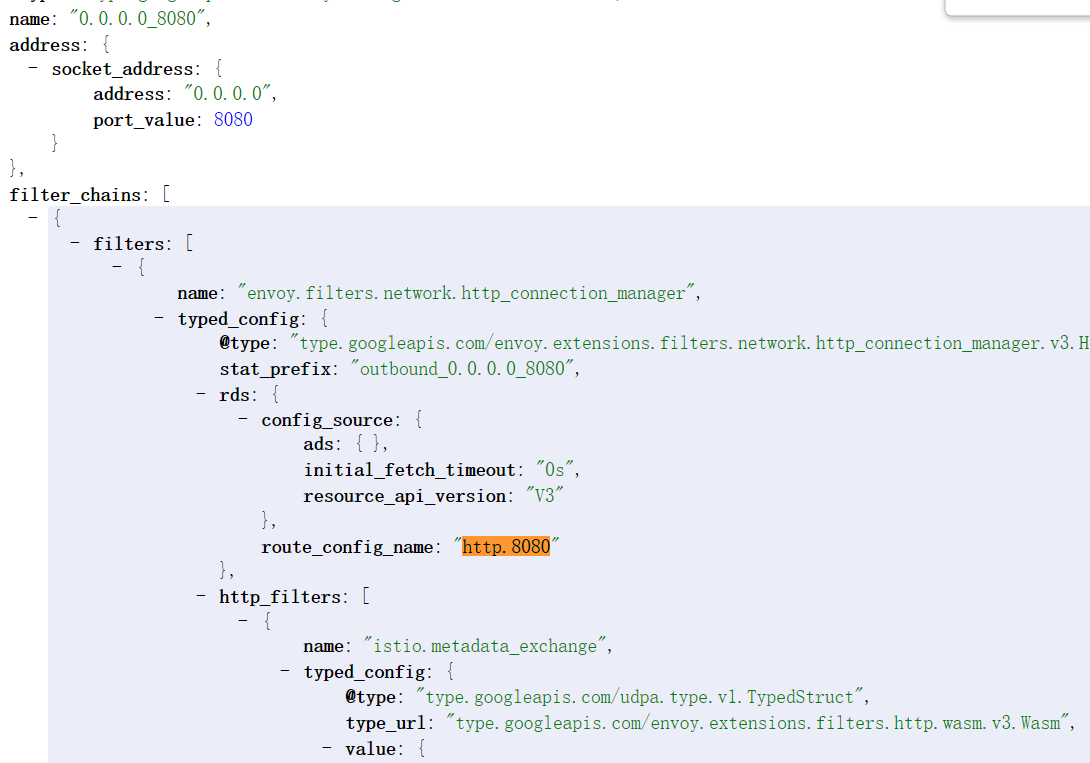 name: "0.0.0.0_8080",
address: {
- socket_address: {
address: "0.0.0.0",
port_value: 8080
}
},
filter_chains: [
- {
- filters: [
- {
name: "envoy.filters.network.http_connection_manager",
- typed_config: {
@type: "type.googleapis.com/envoy.extensions.filters.network.http_connection_manager.v3.H
stat_prefix: "outbound_0.0.0.0_8080",
- rds: {
- config_source: {
ads: { },
initial_fetch_timeout: "0s",
resource_api_version: "V3"
},
route_config_name: "http.8080"
},
- http_filters: [
- {
name: "istio.metadata_exchange",
- typed_config: {
@type: "type.googleapis.com/udpa.type.v1.TypedStruct",
type_url: "type.googleapis.com/envoy.extensions.filters.http.wasm.v3.Wasm",
- value: {